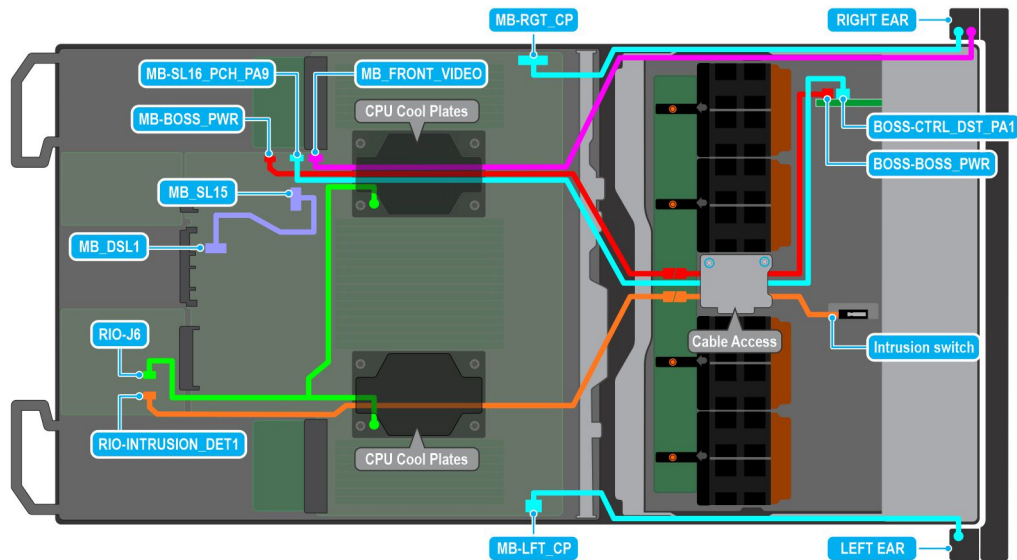 MB-RGT_CP
RIGHT EAR
MB-SL16_PCH_PA9
MB_FRONT_VIDEO
MB-BOSS_PWR
CPU Cool Plates
BOSS-CTRL_DST_PA1
BOSS-BOSS_PWR
MB_SL15
MB_DSL1
RIO-J6
Cable Access
Intrusion switch
RIO-INTRUSION_DET1
CPU Cool Plates
MB-LFT_CP
LEFT EAR